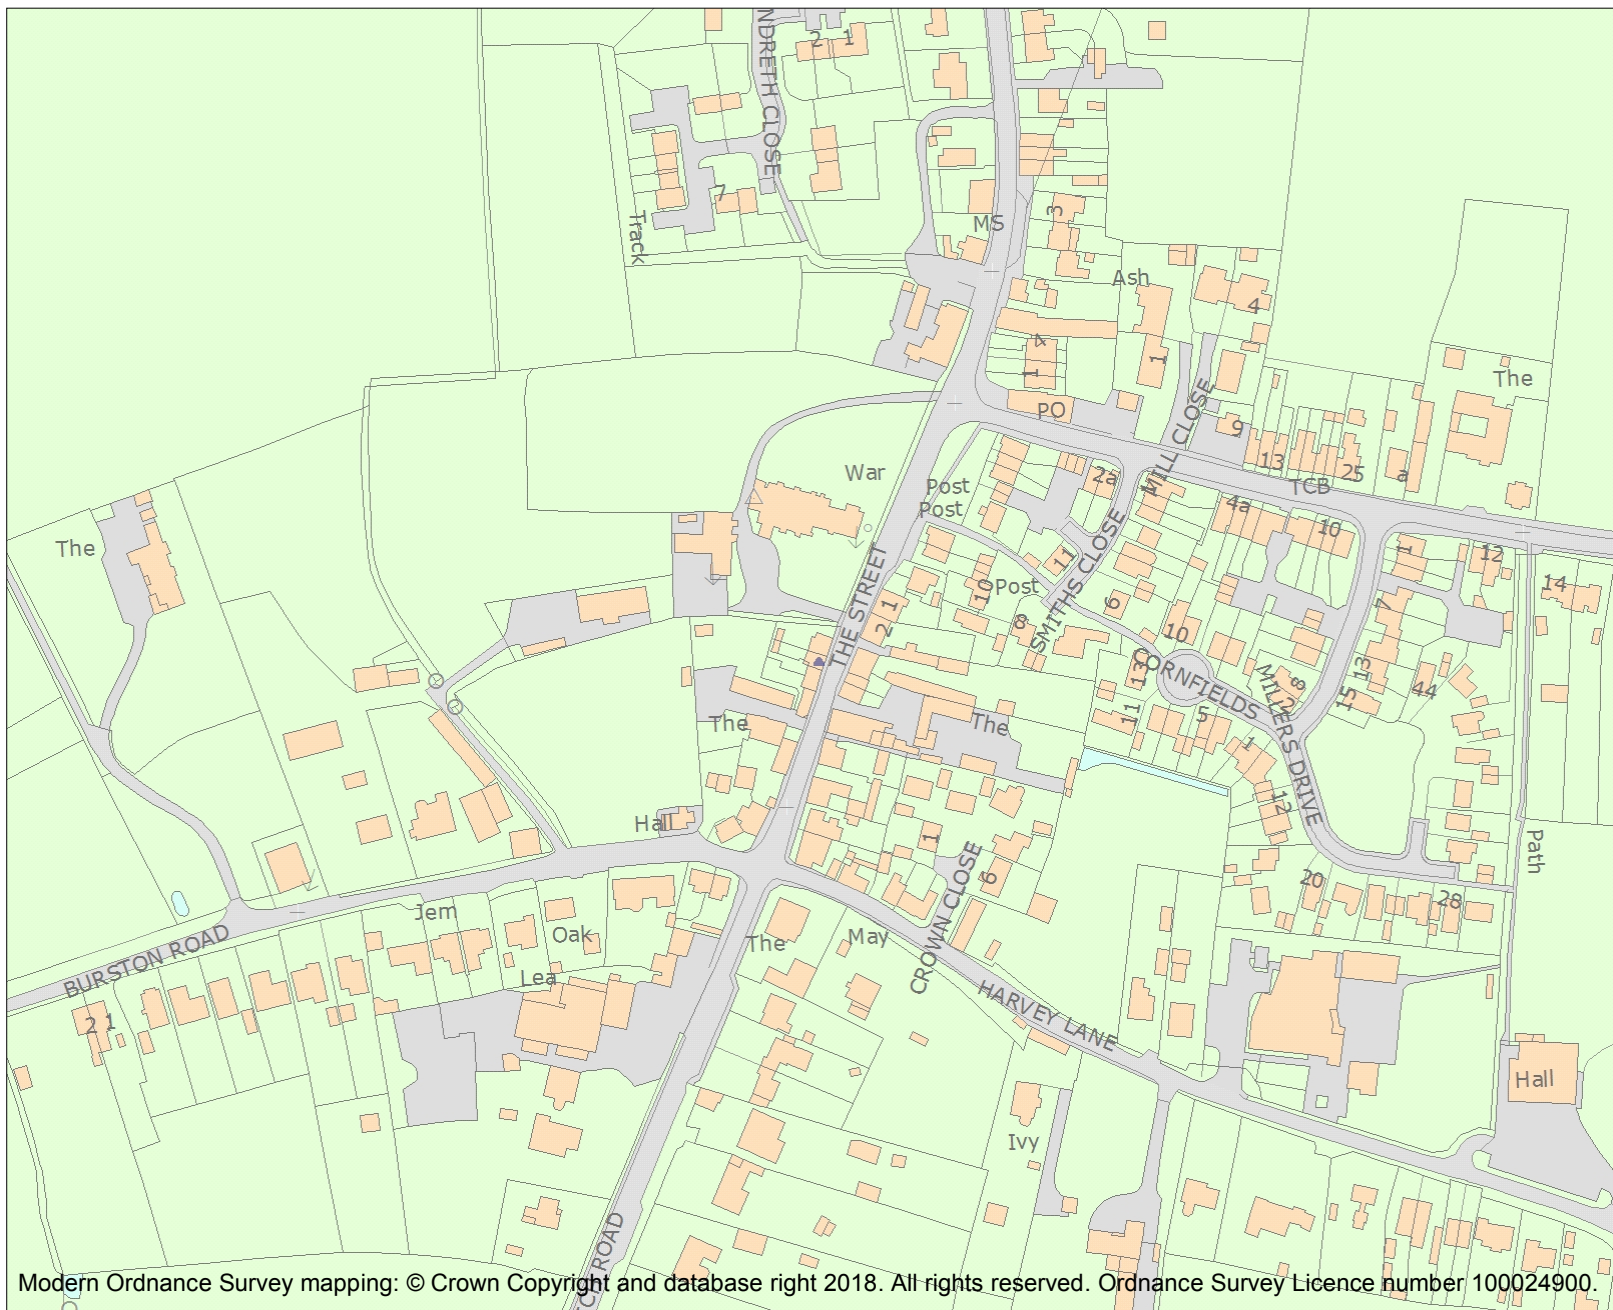 NDRETH CLOSE
2 1
7
Track
MS
3
Ash
4
4
1
1
The
PO
MILL CLOSE
9
13
25
a
TCB
War
Post
Post
2a
4a
10
1
12
14
The
THE STREET
11
SMITHS CLOSE
10
Post
8
6
10
1
2
7
13
15
44
CORNFIELDS
MILLERS DRIVE
8
2
13
11
5
1
12
The
The
Hall
1
CROWN CLOSE
6
20
28
Path
Jem
Oak
Lea
The
May
BURSTON ROAD
2 1
HARVEY LANE
Hall
Ivy
ROAD
Modern Ordnance Survey mapping: © Crown Copyright and database right 2018. All rights reserved. Ordnance Survey Licence number 100024900.